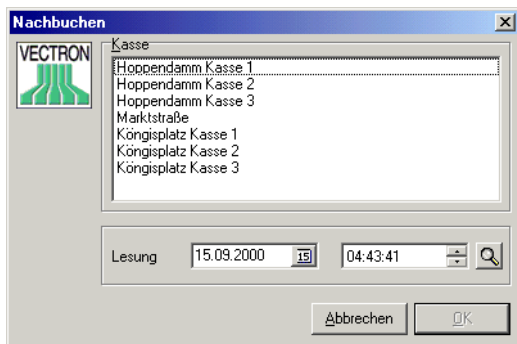 Nachbuchen
VECTRON
Kasse
Hoppendamm Kasse 1
Hoppendamm Kasse 2
Hoppendamm Kasse 3
Marktstraße
Köngisplatz Kasse 1
Köngisplatz Kasse 2
Köngisplatz Kasse 3
Lesung 15.09.2000 15 04:43:41
Abbrechen OK